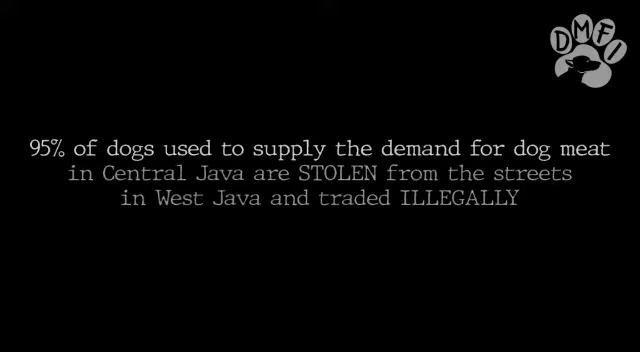 DMFI
95% of dogs used to supply the demand for dog meat
in Central Java are STOLEN from the streets
in West Java and traded ILLEGALLY